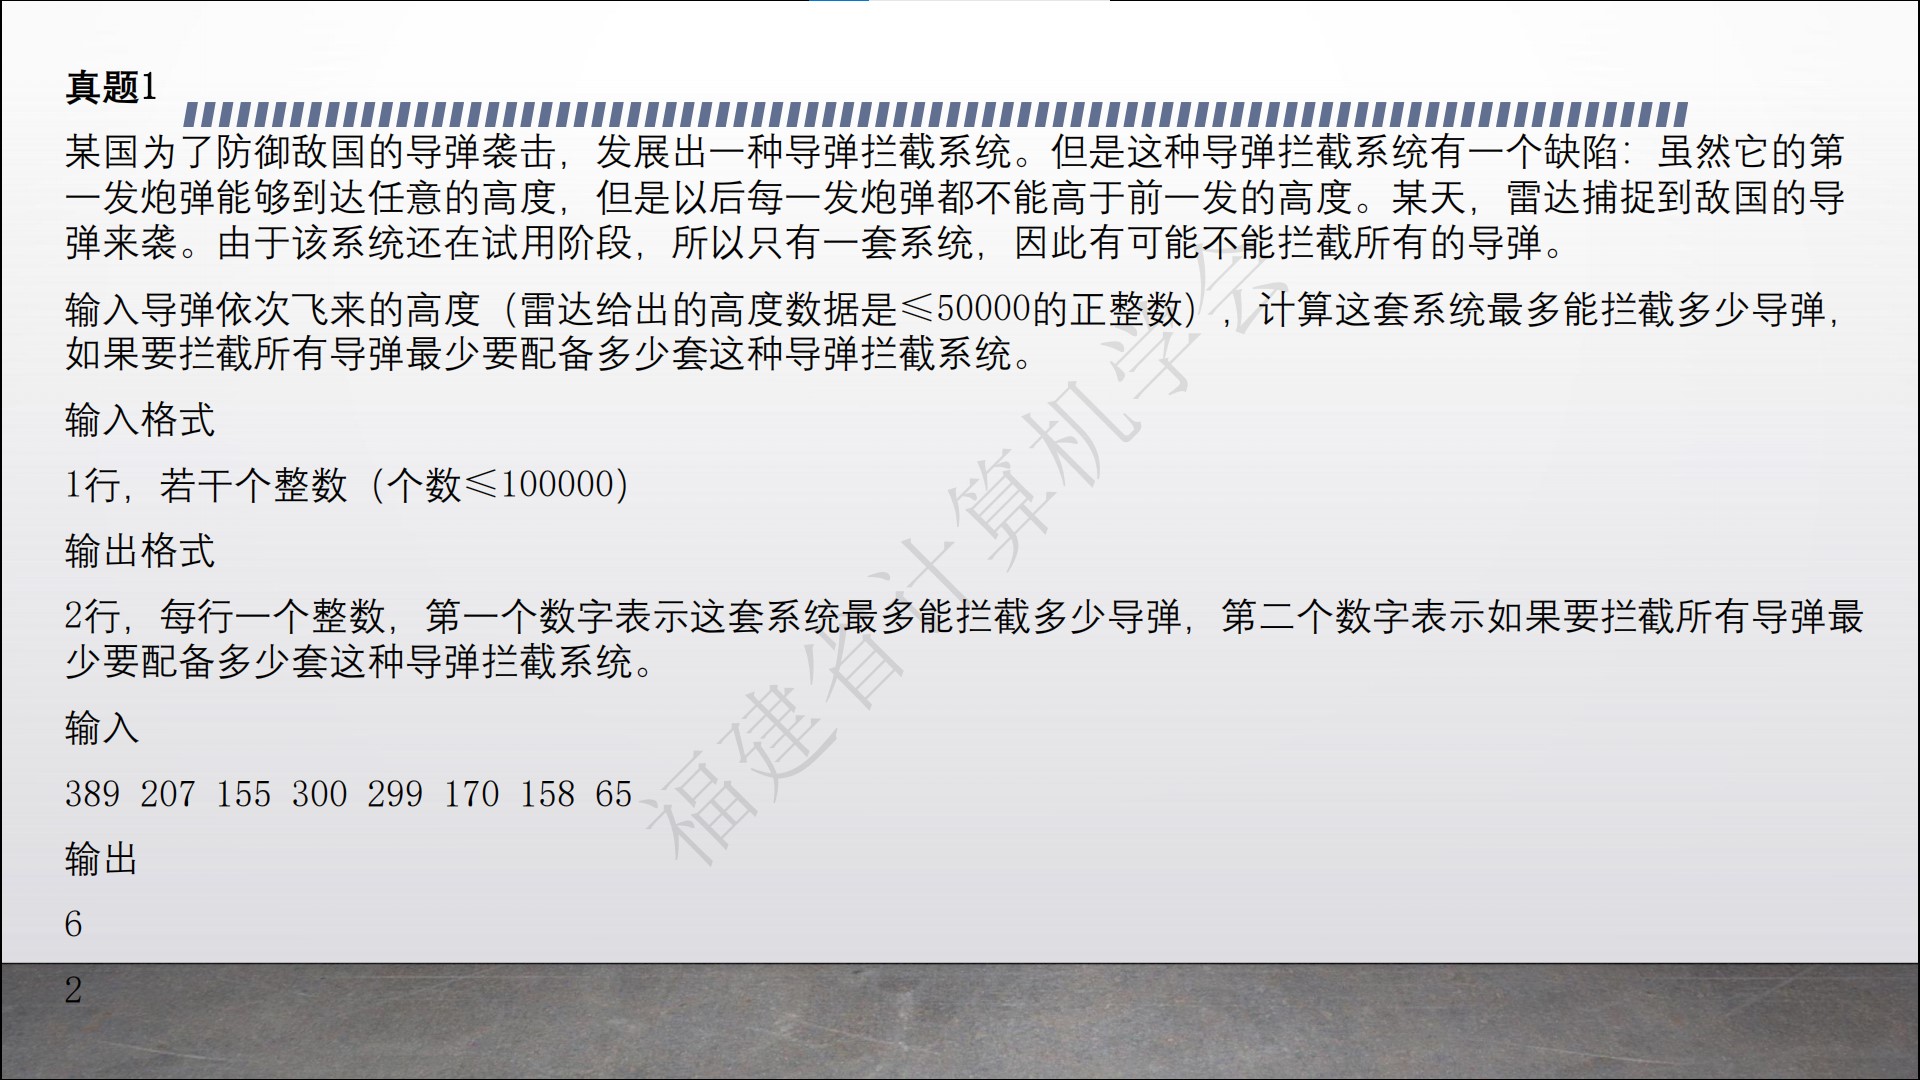 真题1
某国为了防御敌国的导弹袭击，发展出一种导弹拦截系统。但是这种导弹拦截系统有一个缺陷：虽然它的第
一发炮弹能够到达任意的高度，但是以后每一发炮弹都不能高于前一发的高度。某天，雷达捕捉到敌国的导
弹来袭。由于该系统还在试用阶段，所以只有一套系统，因此有可能不能拦截所有的导弹。
输入导弹依次飞来的高度（雷达给出的高度数据是≤50000的正整数），计算这套系统最多能拦截多少导弹，
如果要拦截所有导弹最少要配备多少套这种导弹拦截系统。
输入格式
1行，若干个整数（个数≤100000）
输出格式
2行，每行一个整数，第一个数字表示这套系统最多能拦截多少导弹，第二个数字表示如果要拦截所有导弹最
少要配备多少套这种导弹拦截系统。
输入
389 207 155 300 299 170 158 65
输出
6
2
福建省计算机学会